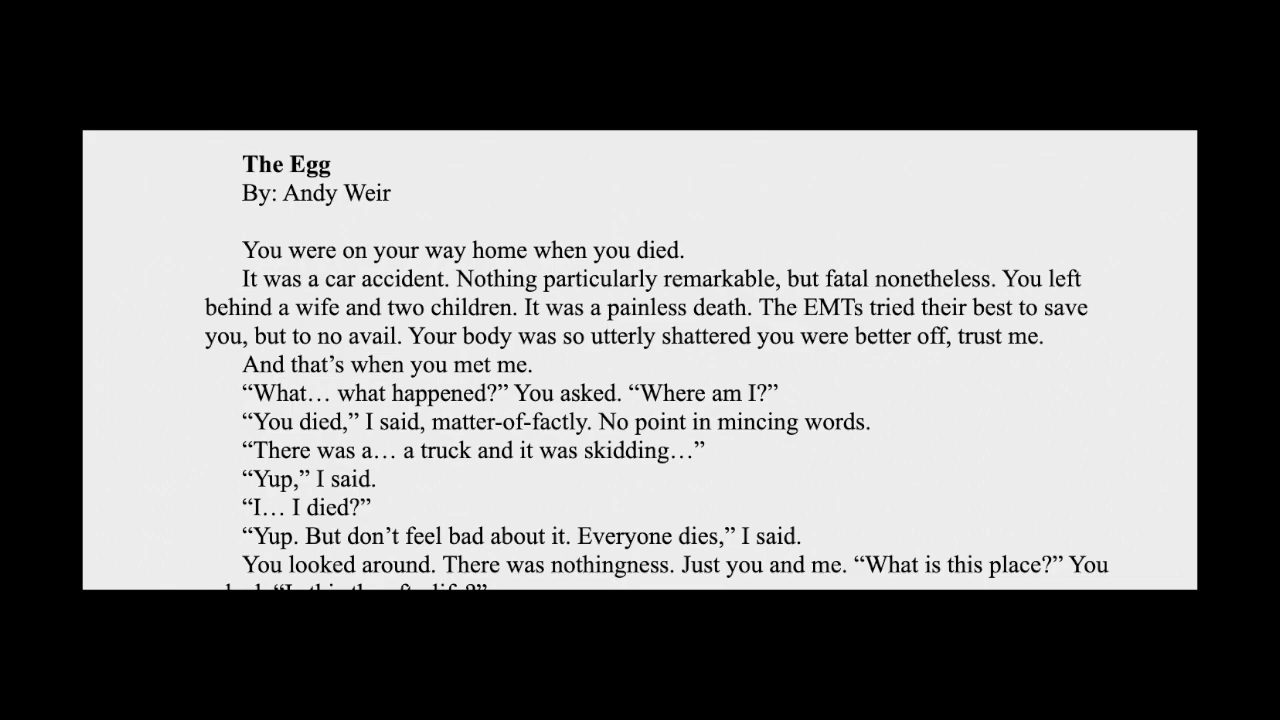 The Egg
By: Andy Weir
You were on your way home when you died.
It was a car accident. Nothing particularly remarkable, but fatal nonetheless. You left
behind a wife and two children. It was a painless death. The EMTs tried their best to save
you, but to no avail. Your body was so utterly shattered you were better off, trust me.
And that’s when you met me.
“What… what happened?” You asked. “Where am I?”
“You died,” I said, matter-of-factly. No point in mincing words.
“There was a… a truck and it was skidding…”
“Yup,” I said.
“I… I died?”
“Yup. But don’t feel bad about it. Everyone dies,” I said.
You looked around. There was nothingness. Just you and me. “What is this place?” You